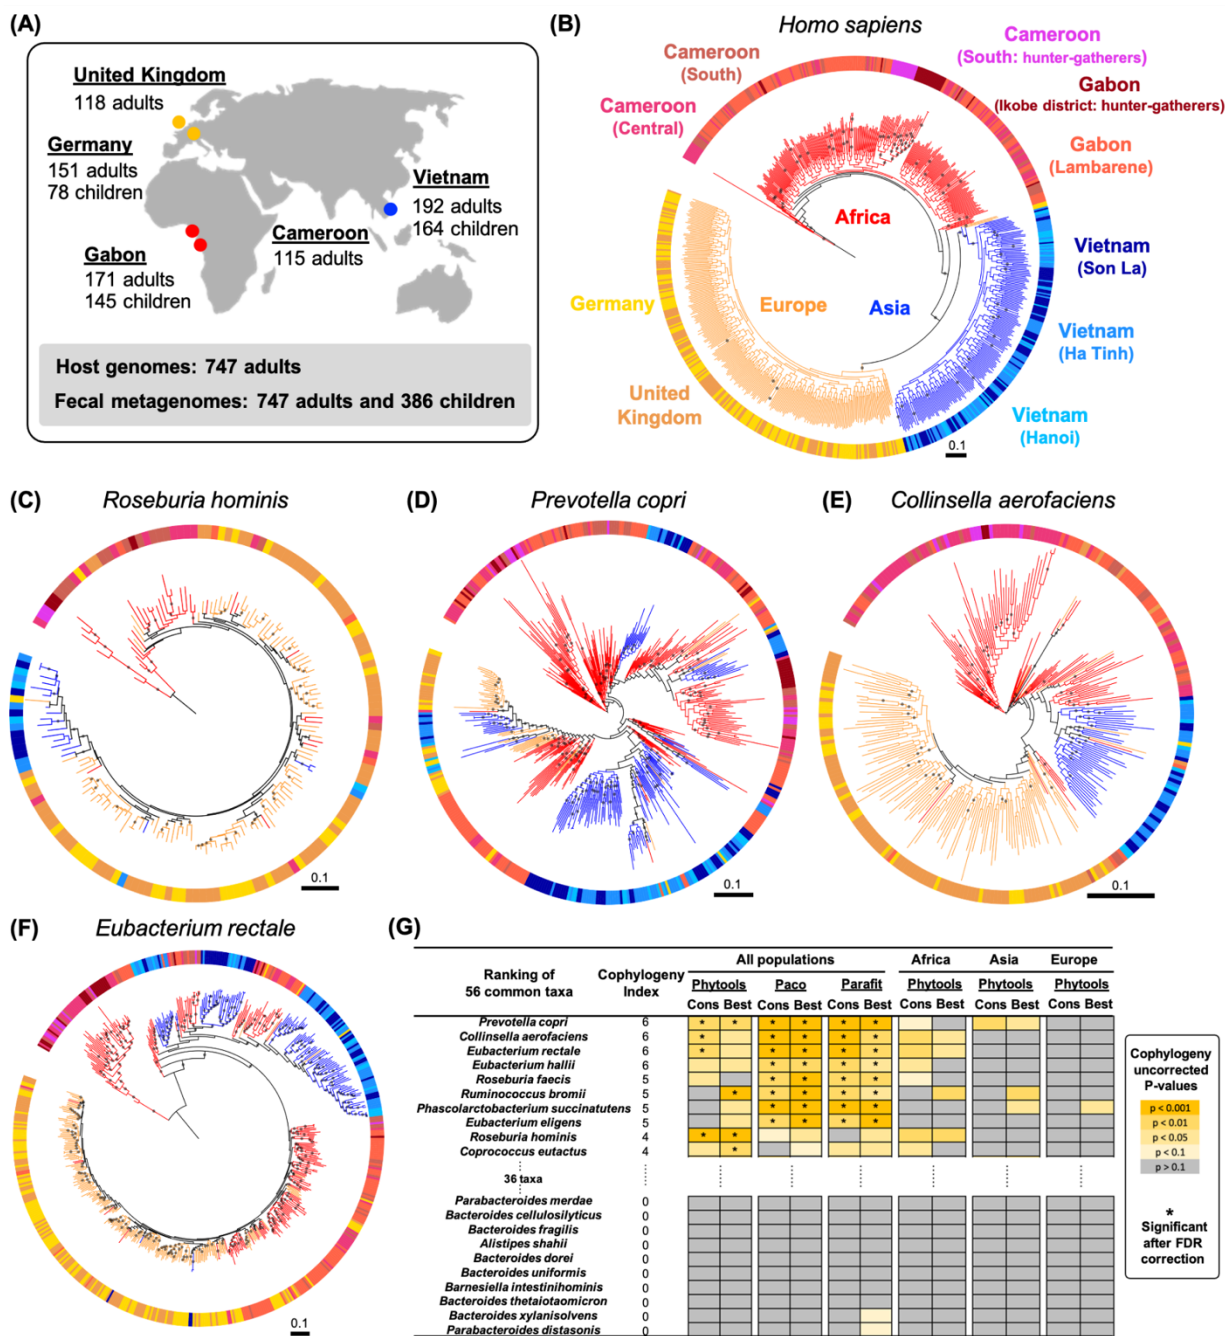 (A)
United Kingdom
118 adults
Germany
151 adults
78 children
Vietnam
192 adults
164 children
Cameroon
115 adults
Gabon
171 adults
145 children
Host genomes: 747 adults
Fecal metagenomes: 747 adults and 386 children
(B)
Homo sapiens
Cameroon
(South)
Cameroon
(South: hunter-gatherers)
Gabon
(Ikobe district: hunter-gatherers)
Cameroon
(Central)
Gabon
(Lambarene)
Africa
Vietnam
(Son La)
Germany
Europe
Asia
Vietnam
(Ha Tinh)
United
Kingdom
Vietnam
(Hanoi)
0.1
(C)
Roseburia hominis
0.1
(D)
Prevotella copri
0.1
(E)
Collinsella aerofaciens
0.1
(F)
Eubacterium rectale
0.1
(G)
Ranking of
56 common taxa
Cophylogeny
Index
All populations
Africa
Asia
Europe
Phytools Paco Parafit Phytools Phytools Phytools
Cons Best Cons Best Cons Best Cons Best Cons Best Cons Best
Prevotella copri 6 * * * * * *
Collinsella aerofaciens 6 * * * * *
Eubacterium rectale 6 * * * * *
Eubacterium hallii 6 * * * *
Roseburia faecis 5 * * * *
Ruminococcus bromii 5 * * * * *
Phascolarctobacterium succinatutens 5 * * * *
Eubacterium eligens 5 * * * *
Roseburia hominis 4 * *
Coprococcus eutactus 4 *
36 taxa
Parabacteroides merdae 0
Bacteroides cellulosilyticus 0
Bacteroides fragilis 0
Alistipes shahii 0
Bacteroides dorei 0
Bacteroides uniformis 0
Barnesiella intestinihominis 0
Bacteroides thetaiotaomicron 0
Bacteroides xylanisolvens 0
Parabacteroides distasonis 0
Cophylogeny
uncorrected
P-values
p < 0.001
p < 0.01
p < 0.05
p < 0.1
p > 0.1
*
Significant
after FDR
correction